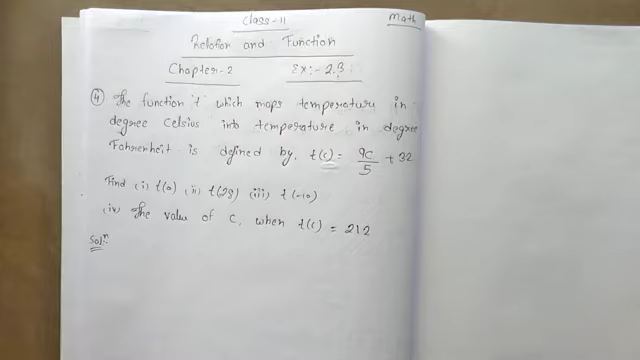 Class-11
Math
Relation and Function
Chapter-2 Ex:- 2.3:
④ The function t which maps temperature in
degree Celsius into temperature in degree
Fahrenheit is defined by, t(c) = 9C/5 + 32
Find (i) t(0) (ii) t(28) (iii) t(-10)
(iv) The value of C, when t(c) = 212
Solⁿ